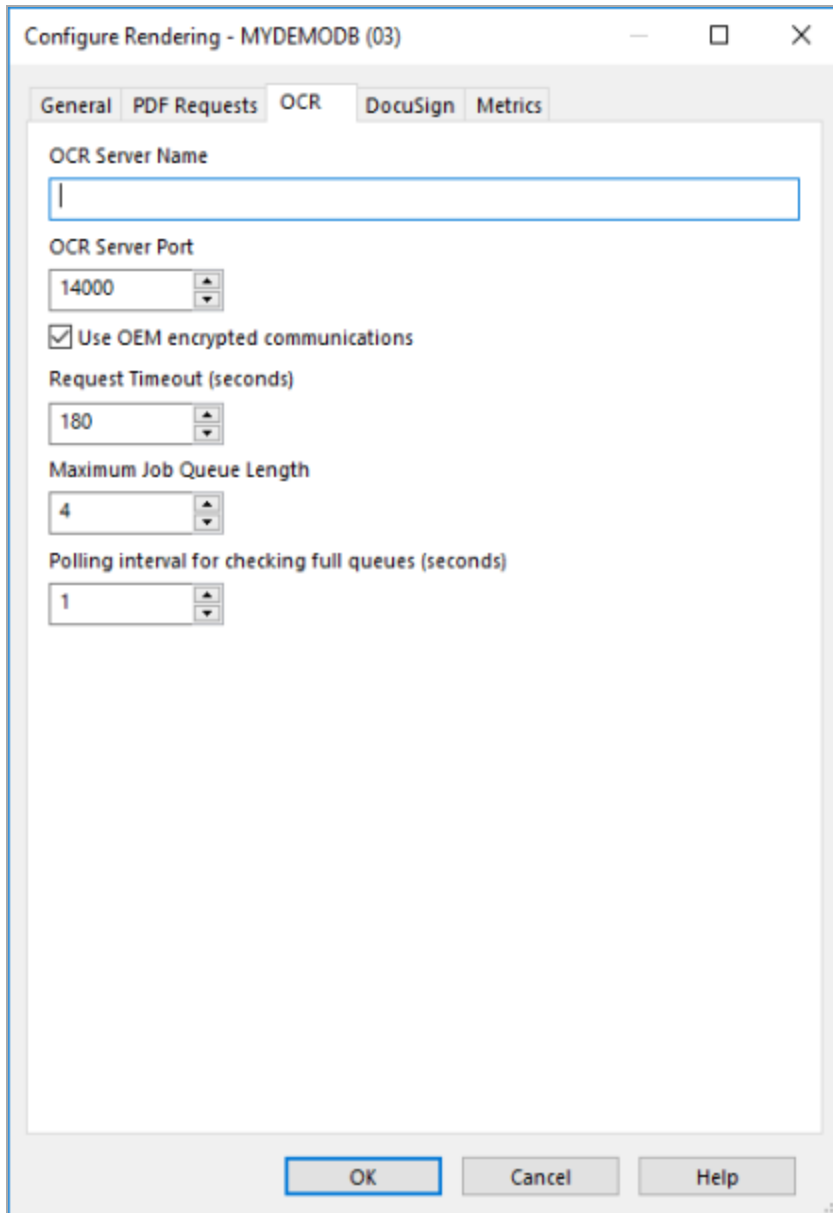 Configure Rendering - MYDEMODB (03)
General PDF Requests OCR DocuSign Metrics
OCR Server Name
OCR Server Port
14000
Use OEM encrypted communications
Request Timeout (seconds)
180
Maximum Job Queue Length
4
Polling interval for checking full queues (seconds)
1
OK Cancel Help